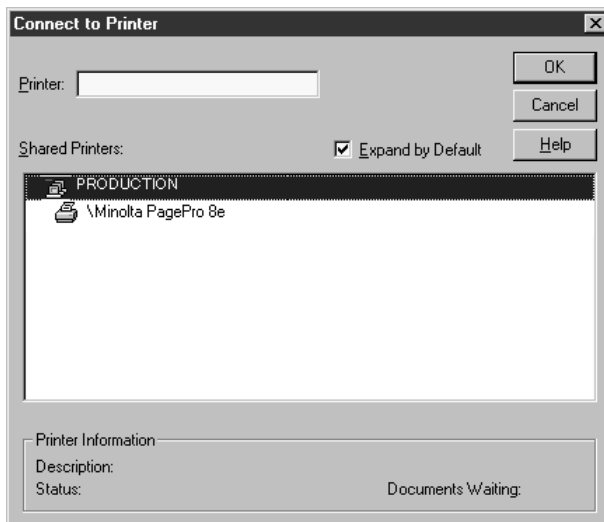 Connect to Printer
Printer:
OK
Cancel
Help
Shared Printers:
Expand by Default
PRODUCTION
\Minolta PagePro 8e
Printer Information
Description:
Status:
Documents Waiting: